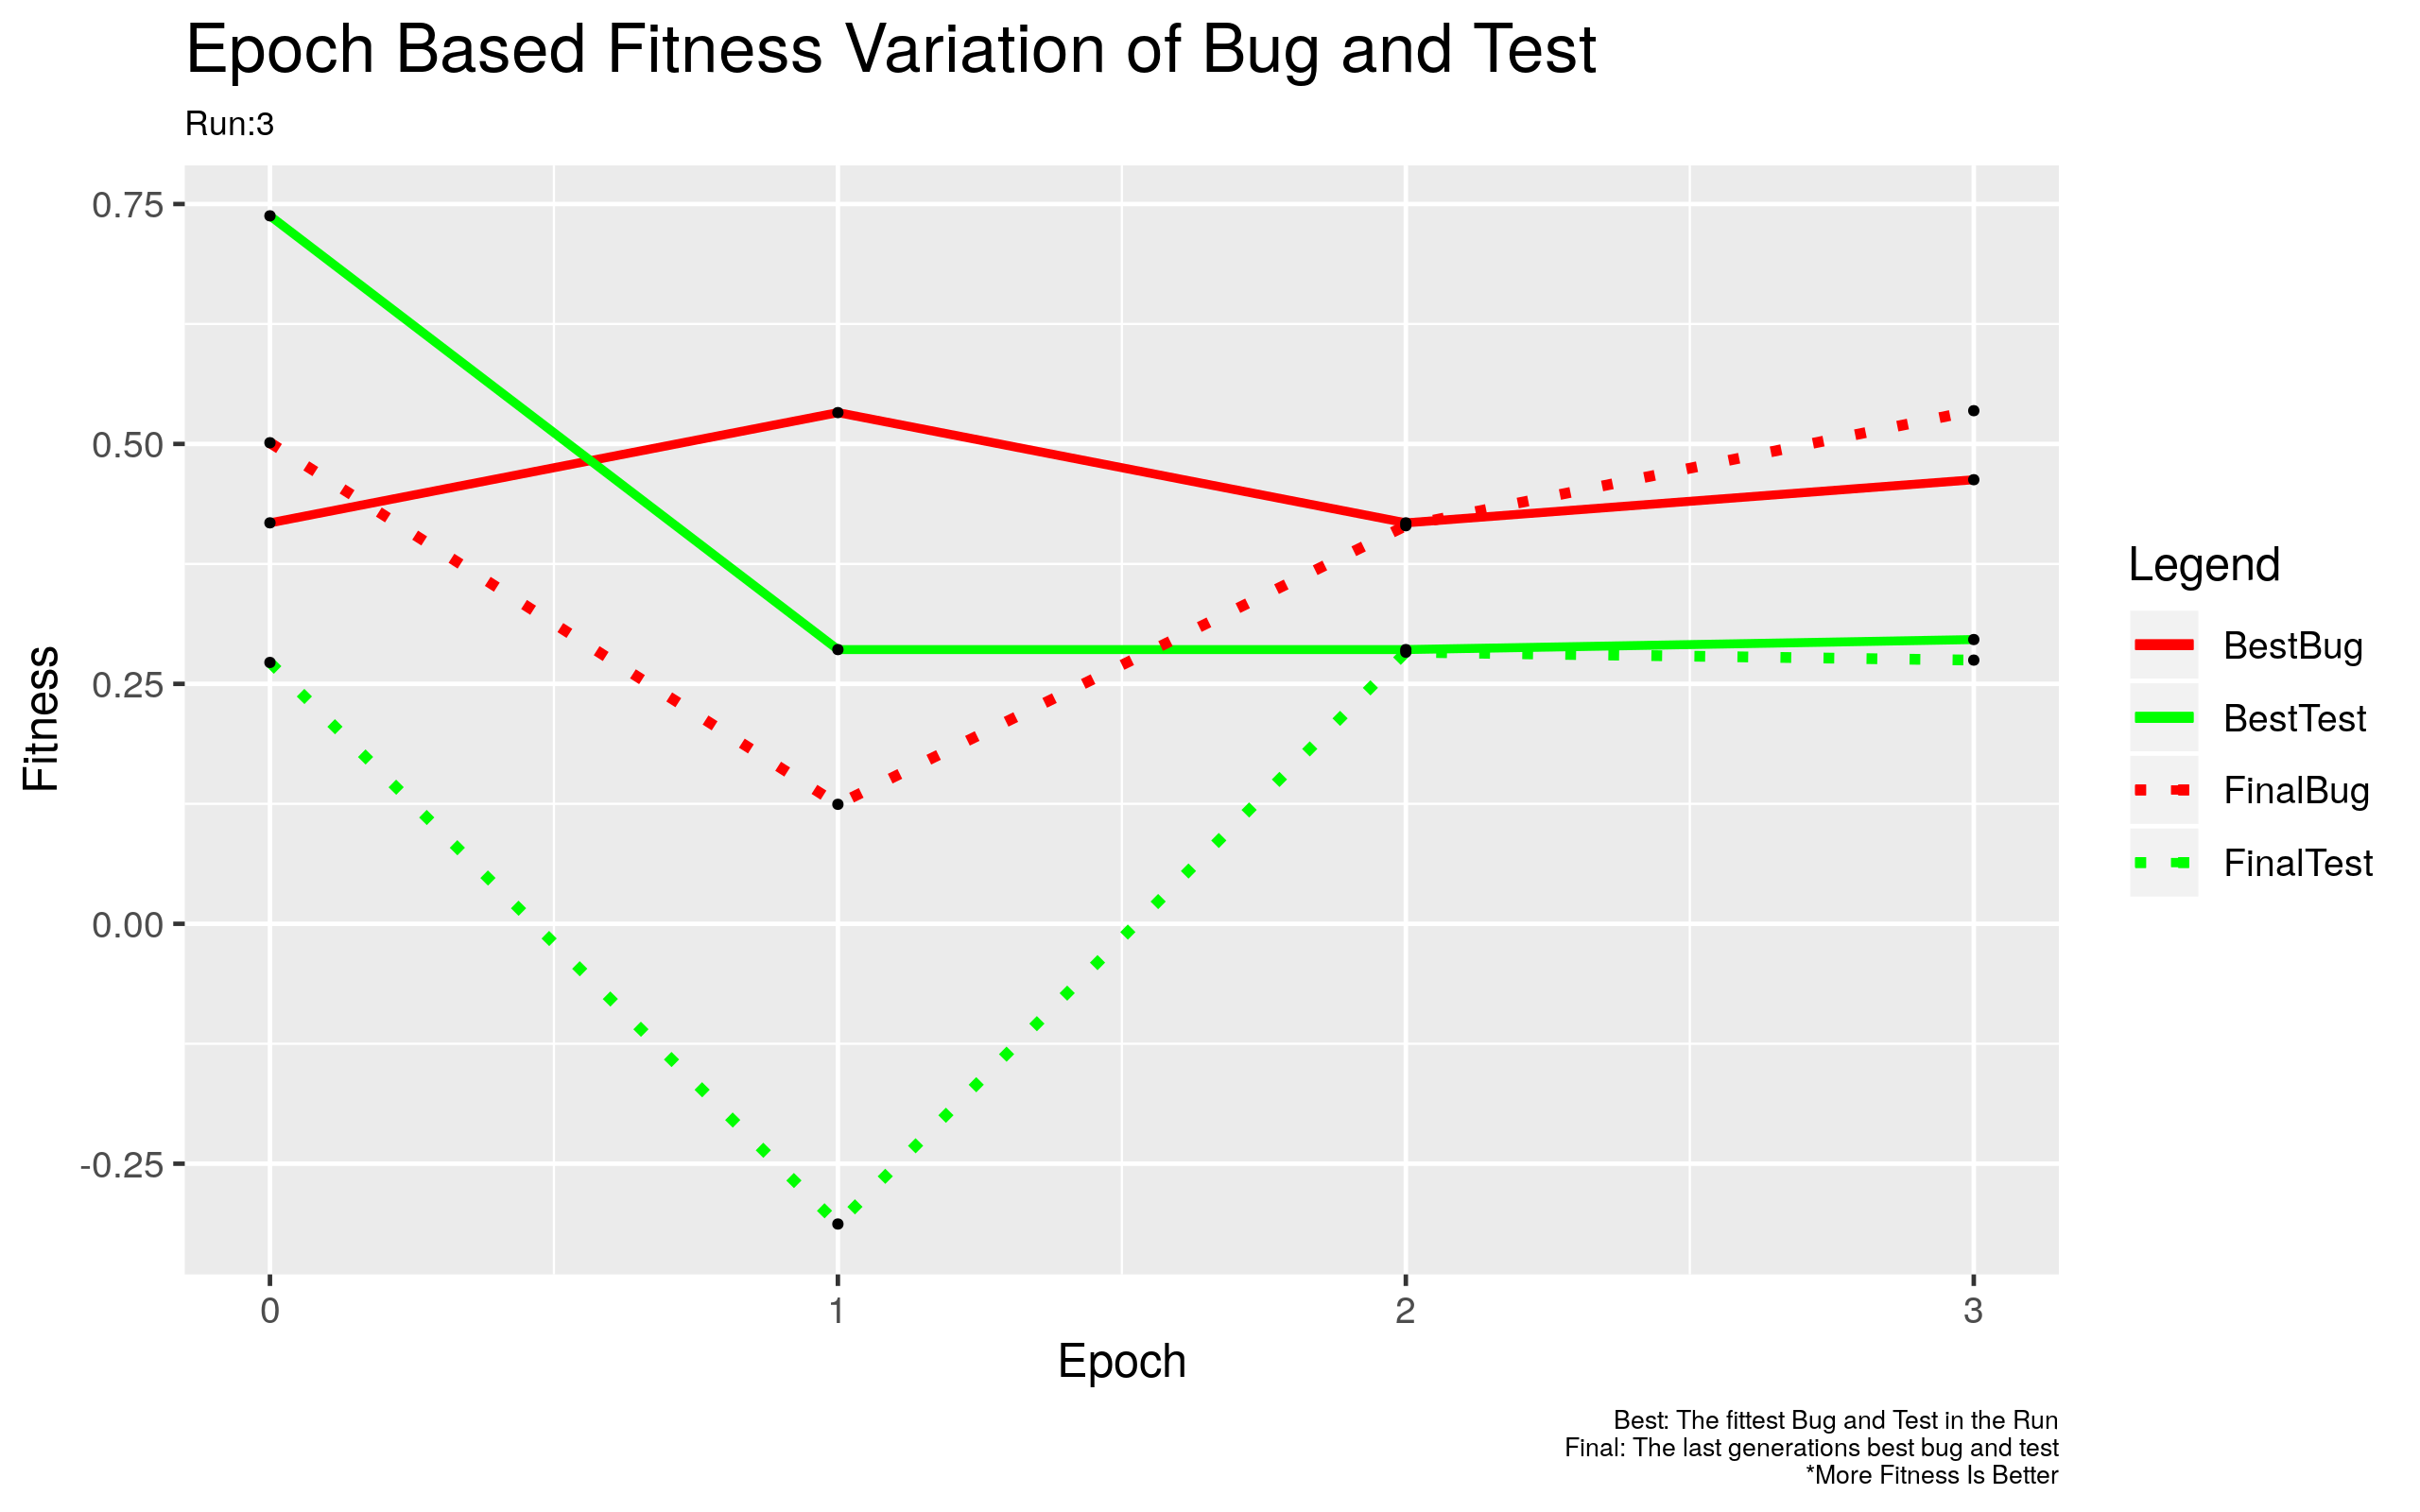 Epoch Based Fitness Variation of Bug and Test
Run:3
Fitness
0.75
0.50
0.25
0.00
-0.25
0
1
2
3
Epoch
Legend
BestBug
BestTest
FinalBug
FinalTest
Best: The fittest Bug and Test in the Run
Final: The last generations best bug and test
*More Fitness Is Better